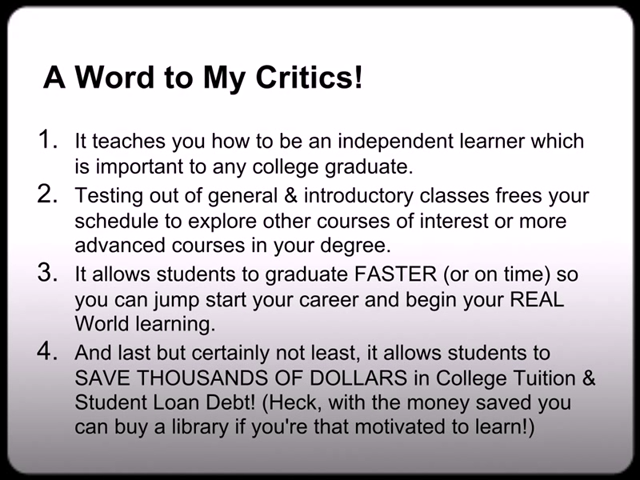 A Word to My Critics!
1. It teaches you how to be an independent learner which
is important to any college graduate.
2. Testing out of general & introductory classes frees your
schedule to explore other courses of interest or more
advanced courses in your degree.
3. It allows students to graduate FASTER (or on time) so
you can jump start your career and begin your REAL
World learning.
4. And last but certainly not least, it allows students to
SAVE THOUSANDS OF DOLLARS in College Tuition &
Student Loan Debt! (Heck, with the money saved you
can buy a library if you're that motivated to learn!)